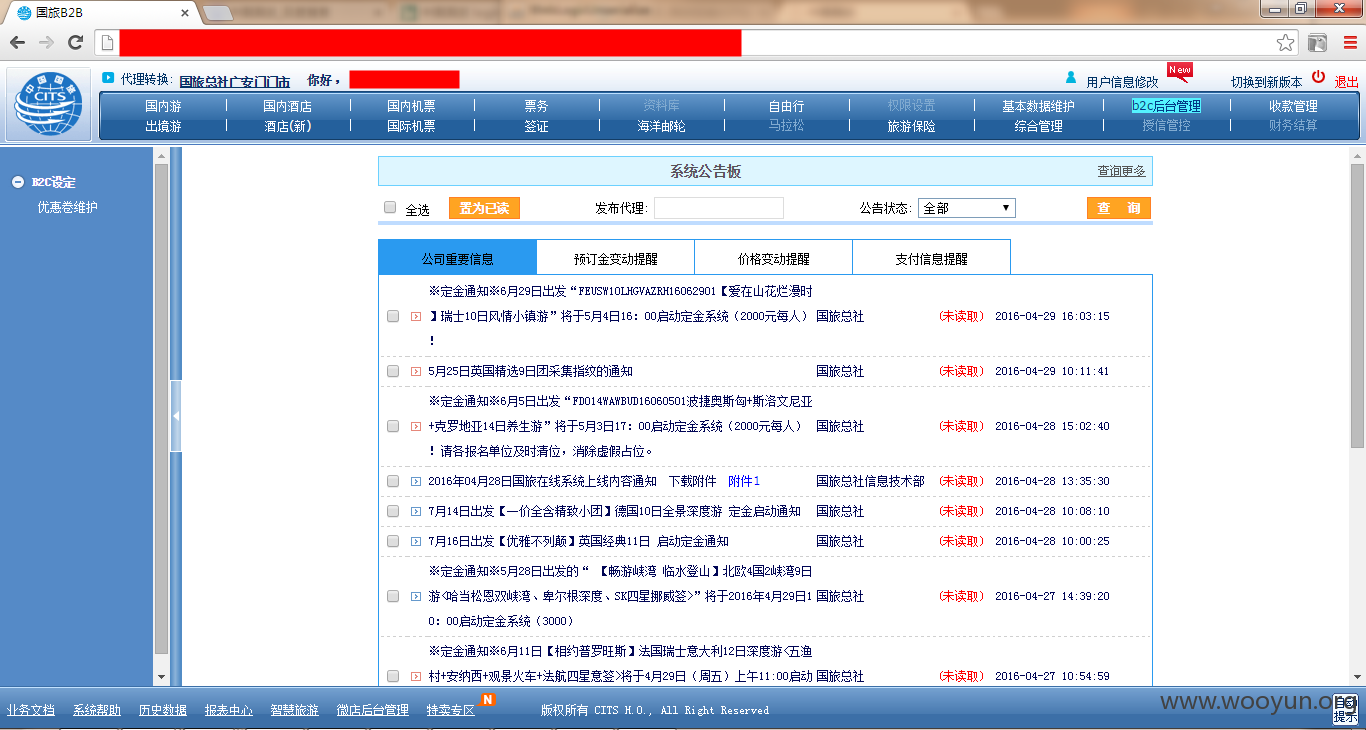 国旅B2B
CITS
代理转换: 国旅总社广安门门市 你好，
用户信息修改 New 切换到新版本 退出
国内游 国内酒店 国内机票 票务 资料库 自由行 权限设置 基本数据维护 b2c后台管理 收款管理
出境游 酒店(新) 国际机票 签证 海洋邮轮 马拉松 旅游保险 综合管理 授信管控 财务结算
B2C设定
优惠卷维护
系统公告板 查询更多
全选 置为已读 发布代理: 公告状态: 全部 查 询
公司重要信息 预订金变动提醒 价格变动提醒 支付信息提醒
※定金通知※6月29日出发“FEUSW10LHGVAZRH16062901【爱在山花烂漫时
】瑞士10日风情小镇游”将于5月4日16：00启动定金系统（2000元每人） 国旅总社 (未读取) 2016-04-29 16:03:15
！
5月25日英国精选9日团采集指纹的通知 国旅总社 (未读取) 2016-04-29 10:11:41
※定金通知※6月5日出发“FD014WAWBUD16060501波捷奥斯匈+斯洛文尼亚
+克罗地亚14日养生游”将于5月3日17：00启动定金系统（2000元每人） 国旅总社 (未读取) 2016-04-28 15:02:40
！请各报名单位及时清位，消除虚假占位。
2016年04月28日国旅在线系统上线内容通知 下载附件 附件1 国旅总社信息技术部 (未读取) 2016-04-28 13:35:30
7月14日出发【一价全含精致小团】德国10日全景深度游 定金启动通知 国旅总社 (未读取) 2016-04-28 10:08:10
7月16日出发【优雅不列颠】英国经典11日 启动定金通知 国旅总社 (未读取) 2016-04-28 10:00:25
※定金通知※5月28日出发的“ 【畅游峡湾 临水登山】北欧4国2峡湾9日
游<哈当松恩双峡湾、卑尔根深度、SK四星挪威签>”将于2016年4月29日1 国旅总社 (未读取) 2016-04-27 14:39:20
0：00启动定金系统（3000）
※定金通知※6月11日【相约普罗旺斯】法国瑞士意大利12日深度游<五渔
村+安纳西+观景火车+法航四星意签>将于4月29日（周五）上午11:00启动 国旅总社 (未读取) 2016-04-27 10:54:59
业务文档 系统帮助 历史数据 报表中心 智慧旅游 微店后台管理 特卖专区 N 版权所有 CITS H.O., All Right Reserved
www.wooyun.org
提示